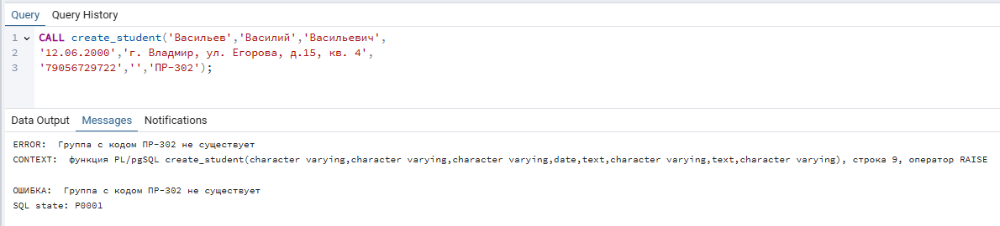 Query Query History
1 CALL create_student('Васильев','Василий','Васильевич',
2 '12.06.2000','г. Владмир, ул. Егорова, д.15, кв. 4',
3 '79056729722','','ПР-302');
Data Output Messages Notifications
ERROR: Группа с кодом ПР-302 не существует
CONTEXT: функция PL/pgSQL create_student(character varying,character varying,character varying,date,text,character varying,text,character varying), строка 9, оператор RAISE
ОШИБКА: Группа с кодом ПР-302 не существует
SQL state: P0001